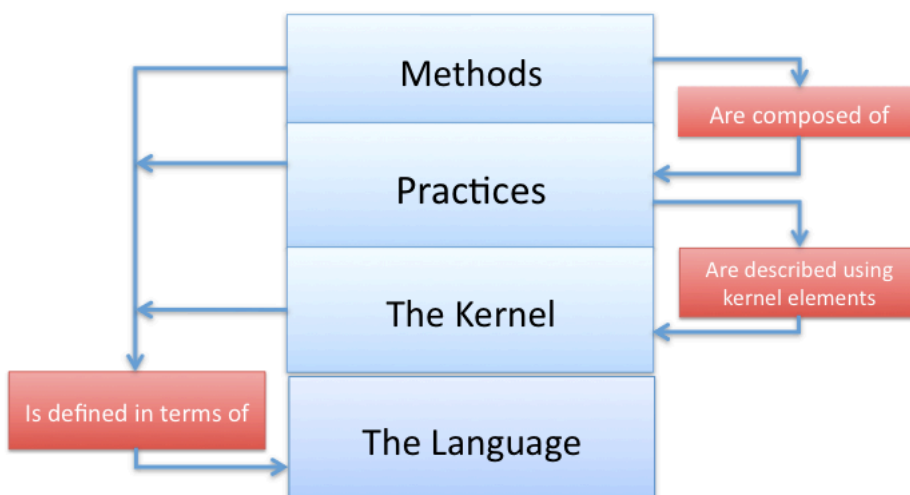 Methods
Are composed of
Practices
Are described using
kernel elements
The Kernel
Is defined in terms of
The Language